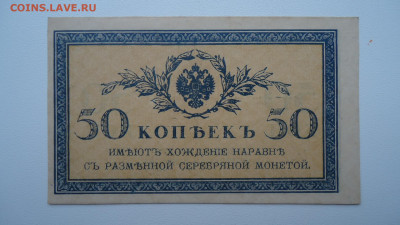 COINS.LAVE.RU
50 КОПѢЕКЪ 50
ИМѢЮТЪ ХОЖДЕНІЕ НАРАВНѢ
СЪ РАЗМѢННОЙ СЕРЕБРЯНОЙ МОНЕТОЙ.